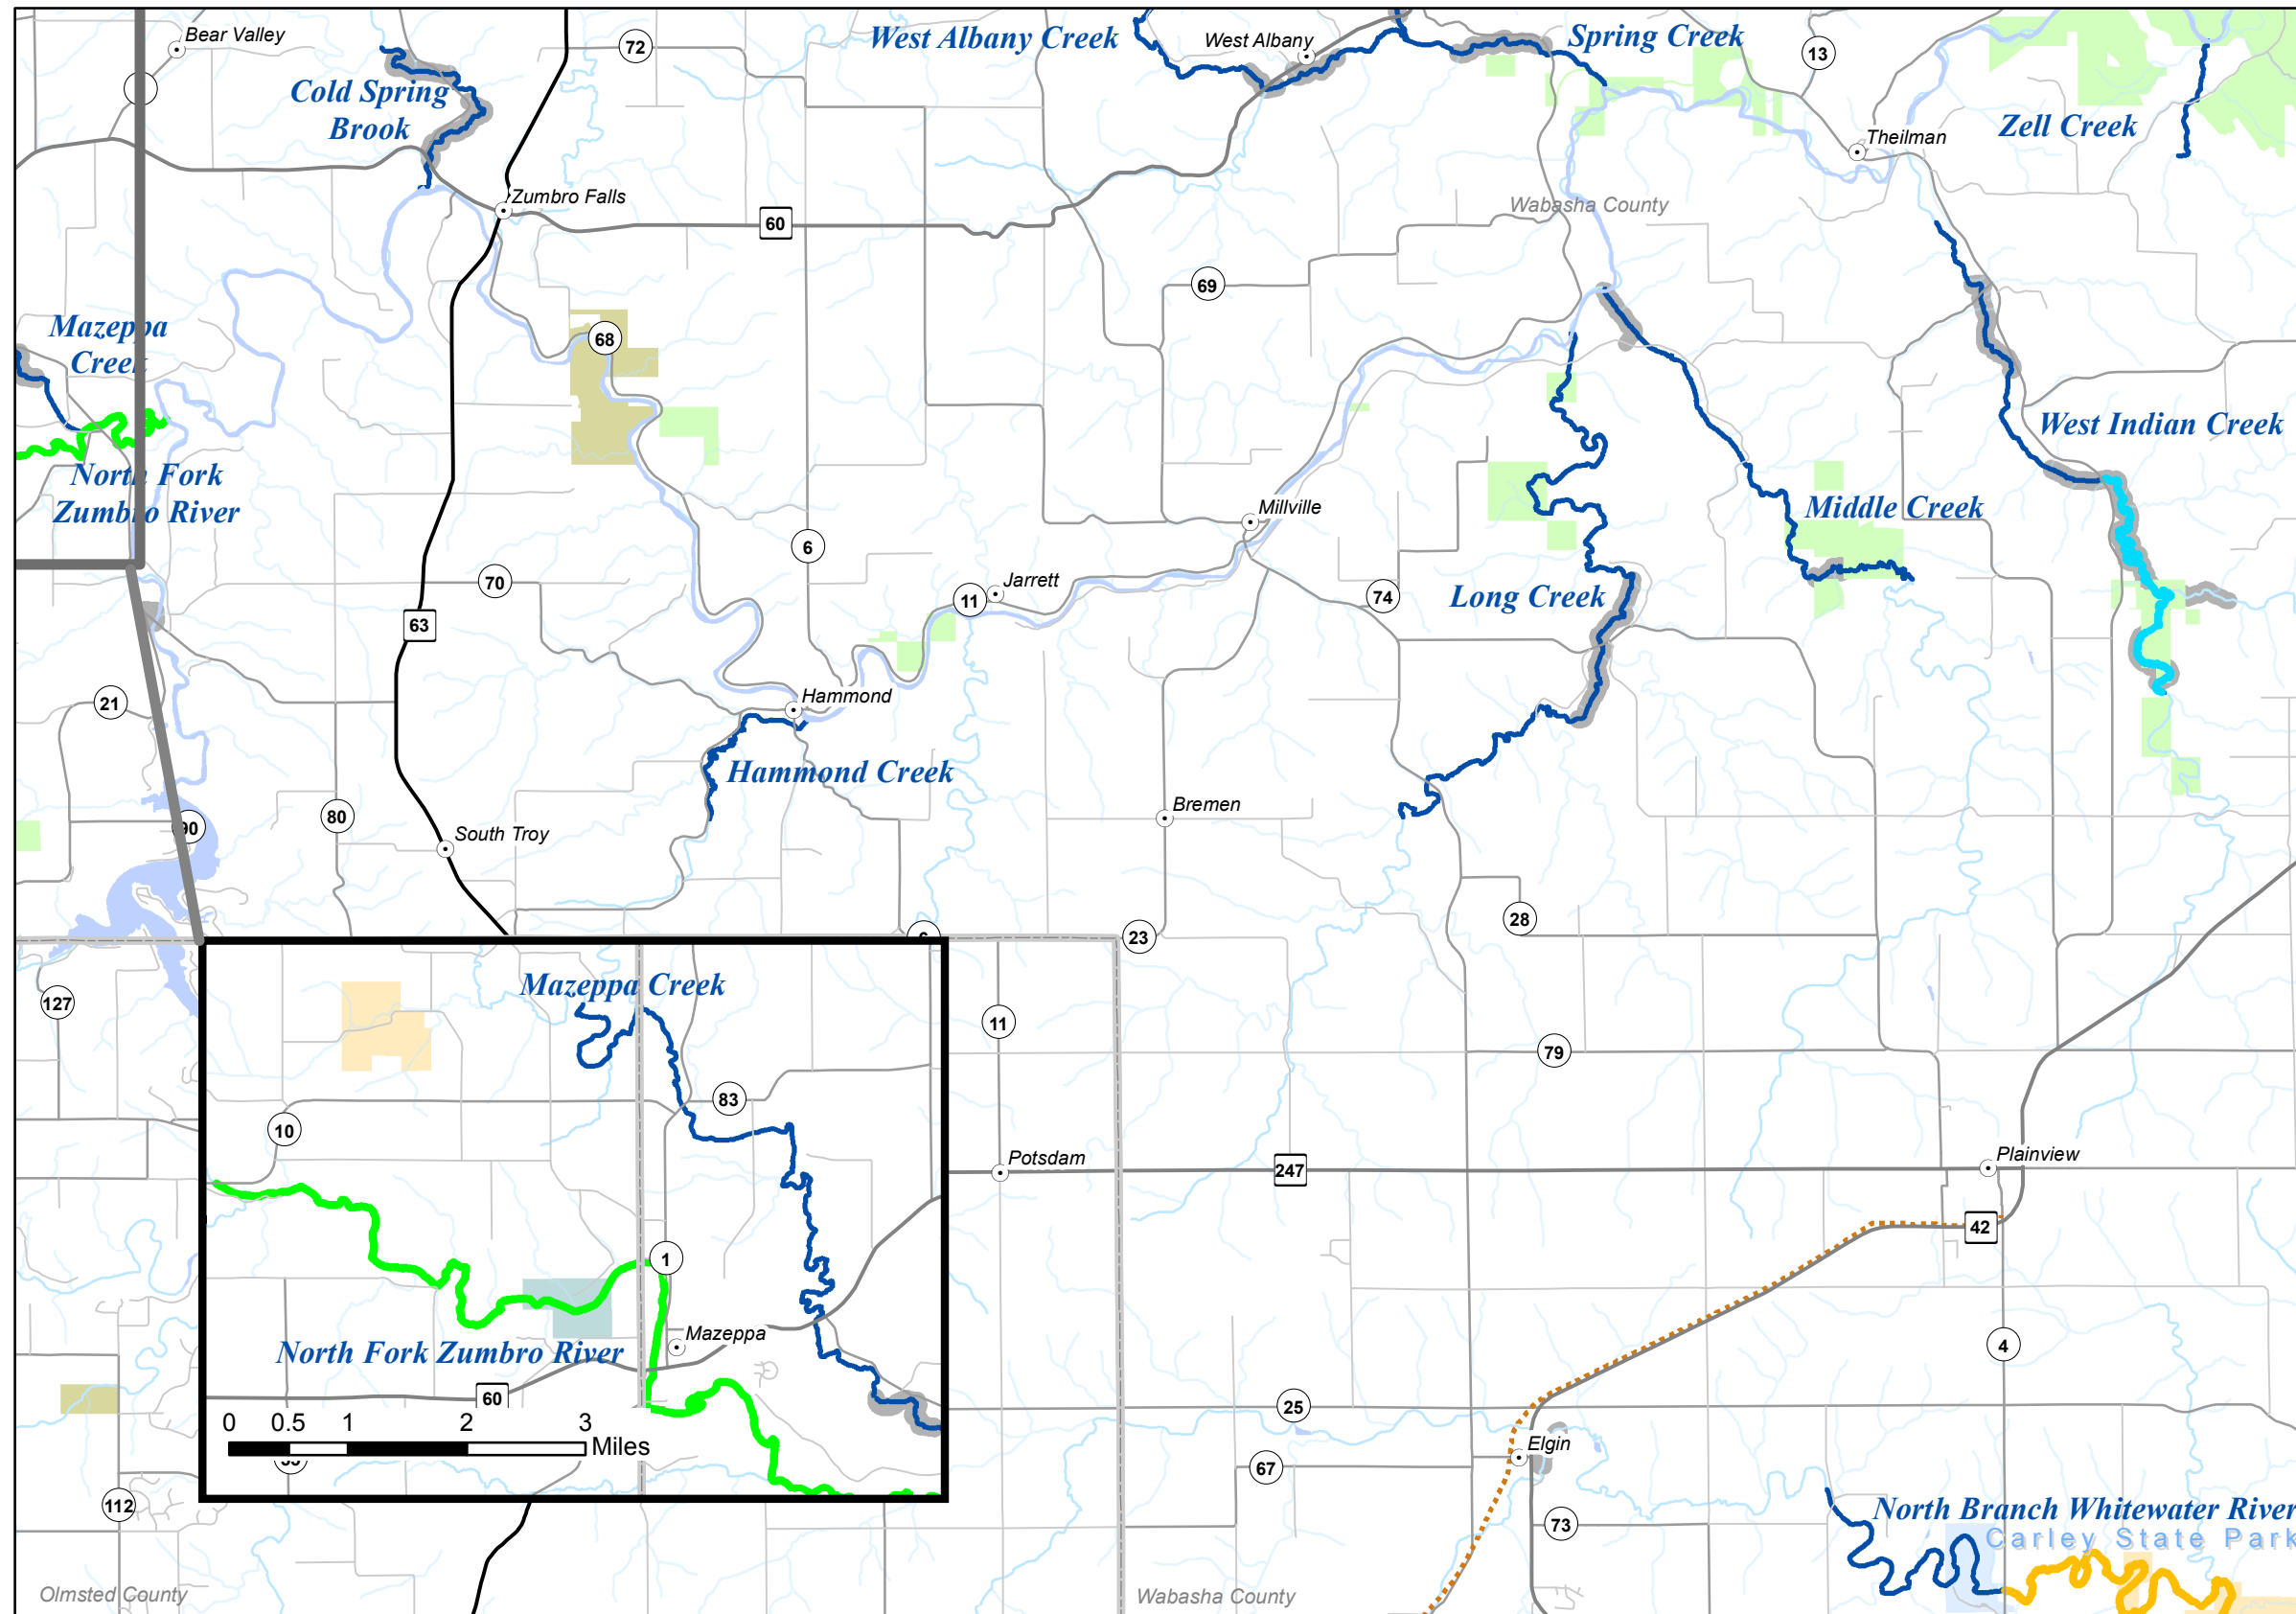 Bear Valley
72
West Albany Creek
West Albany
Spring Creek
13
Cold Spring
Brook
Zell Creek
Theilman
Zumbro Falls
60
Wabasha County
69
Mazeppa
Creek
68
West Indian Creek
North Fork
Zumbro River
Millville
Middle Creek
6
70
Jarrett
11
74
Long Creek
63
21
Hammond
Hammond Creek
90
80
South Troy
Bremen
28
23
6
Mazeppa Creek
127
11
79
83
10
Potsdam
247
Plainview
42
1
Mazeppa
North Fork Zumbro River
60
4
25
0 0.5 1 2 3
Miles
Elgin
67
112
73
North Branch Whitewater River
Carley State Park
Olmsted County
Wabasha County